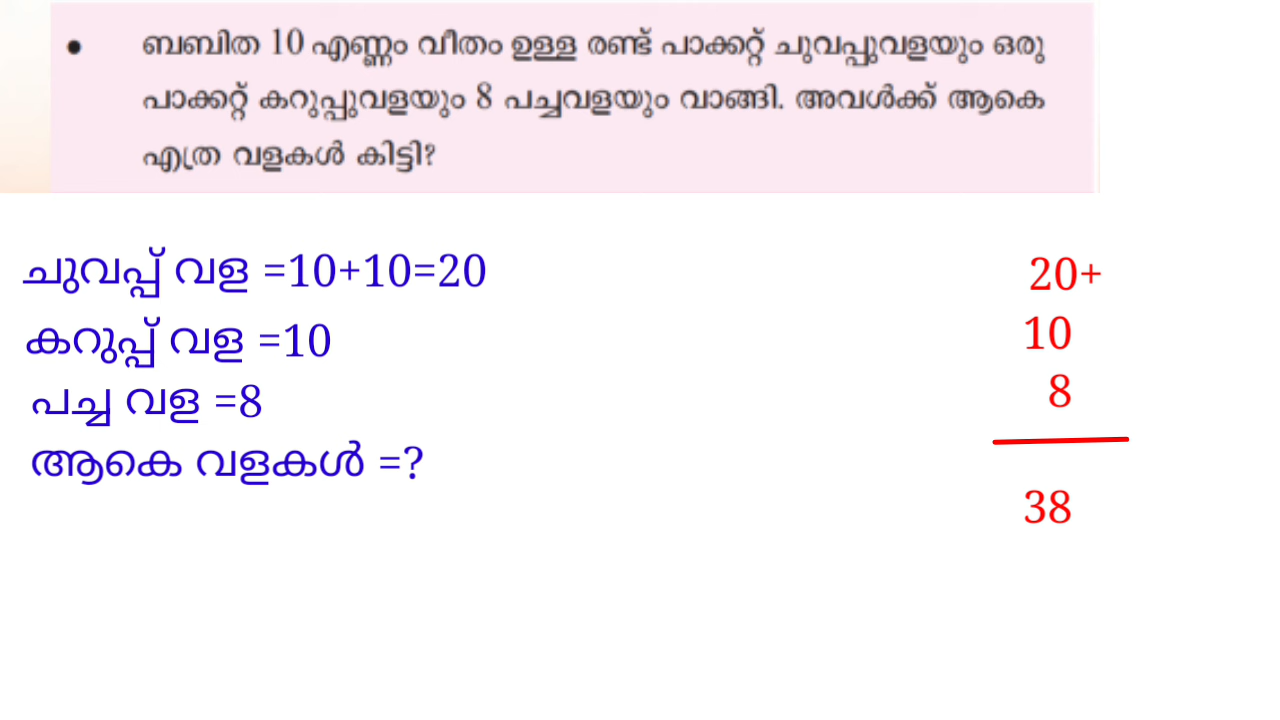 • ബബിത 10 എണ്ണം വീതം ഉള്ള രണ്ട് പാക്കറ്റ് ചുവപ്പുവളയും ഒരു
പാക്കറ്റ് കറുപ്പുവളയും 8 പച്ചവളയും വാങ്ങി. അവൾക്ക് ആകെ
എത്ര വളകൾ കിട്ടി?
ചുവപ്പ് വള =10+10=20
കറുപ്പ് വള =10
പച്ച വള =8
ആകെ വളകൾ =?
20+
10
8
38